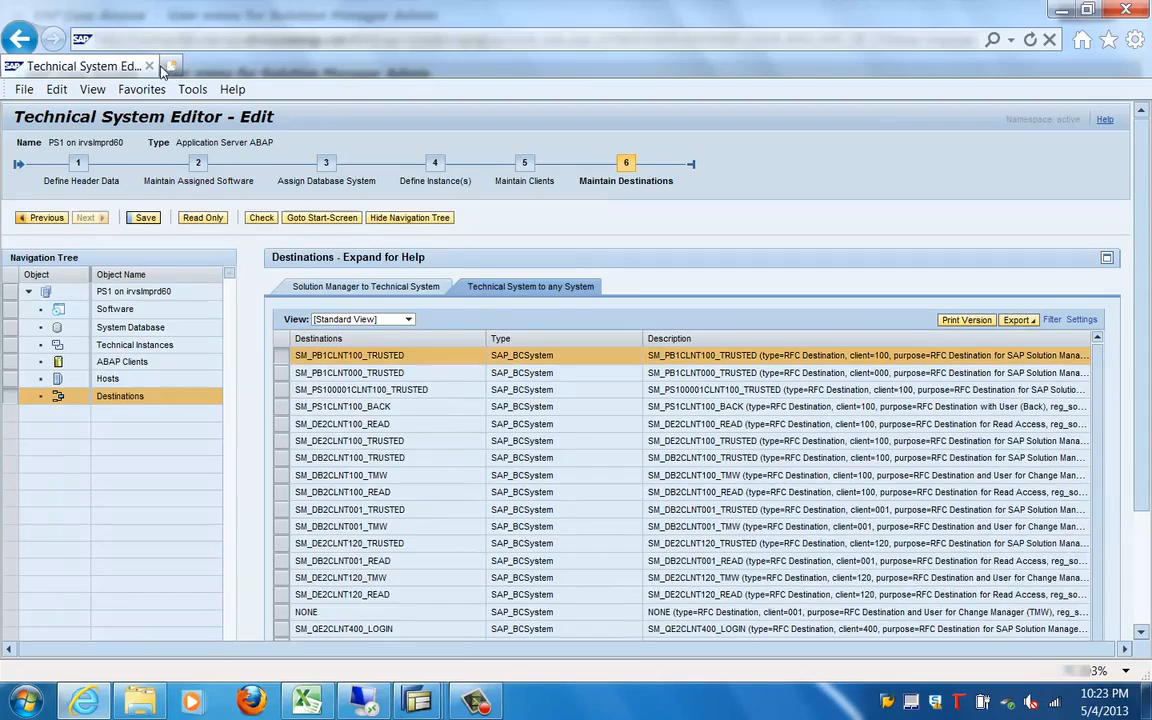 SAP
SAP Technical System Ed...
File Edit View Favorites Tools Help
Technical System Editor - Edit
Namespace: active Help
Name PS1 on irvslmprd60 Type Application Server ABAP
1 2 3 4 5 6
Define Header Data Maintain Assigned Software Assign Database System Define Instance(s) Maintain Clients Maintain Destinations
Previous Next Save Read Only Check Goto Start-Screen Hide Navigation Tree
Navigation Tree
Object Object Name
PS1 on irvslmprd60
Software
System Database
Technical Instances
ABAP Clients
Hosts
Destinations
Destinations - Expand for Help
Solution Manager to Technical System Technical System to any System
View: [Standard View] Print Version Export Filter Settings
Destinations Type Description
SM_PB1CLNT100_TRUSTED SAP_BCSystem SM_PB1CLNT100_TRUSTED (type=RFC Destination, client=100, purpose=RFC Destination for SAP Solution Mana...
SM_PB1CLNT000_TRUSTED SAP_BCSystem SM_PB1CLNT000_TRUSTED (type=RFC Destination, client=000, purpose=RFC Destination for SAP Solution Mana...
SM_PS100001CLNT100_TRUSTED SAP_BCSystem SM_PS100001CLNT100_TRUSTED (type=RFC Destination, client=100, purpose=RFC Destination for SAP Solutio...
SM_PS1CLNT100_BACK SAP_BCSystem SM_PS1CLNT100_BACK (type=RFC Destination, client=100, purpose=RFC Destination with User (Back), reg_so...
SM_DE2CLNT100_READ SAP_BCSystem SM_DE2CLNT100_READ (type=RFC Destination, client=100, purpose=RFC Destination for Read Access, reg_so...
SM_DE2CLNT100_TRUSTED SAP_BCSystem SM_DE2CLNT100_TRUSTED (type=RFC Destination, client=100, purpose=RFC Destination for SAP Solution Mana...
SM_DB2CLNT100_TRUSTED SAP_BCSystem SM_DB2CLNT100_TRUSTED (type=RFC Destination, client=100, purpose=RFC Destination for SAP Solution Mana...
SM_DB2CLNT100_TMW SAP_BCSystem SM_DB2CLNT100_TMW (type=RFC Destination, client=100, purpose=RFC Destination and User for Change Man...
SM_DB2CLNT100_READ SAP_BCSystem SM_DB2CLNT100_READ (type=RFC Destination, client=100, purpose=RFC Destination for Read Access, reg_so...
SM_DB2CLNT001_TRUSTED SAP_BCSystem SM_DB2CLNT001_TRUSTED (type=RFC Destination, client=001, purpose=RFC Destination for SAP Solution Mana...
SM_DB2CLNT001_TMW SAP_BCSystem SM_DB2CLNT001_TMW (type=RFC Destination, client=001, purpose=RFC Destination and User for Change Man...
SM_DE2CLNT120_TRUSTED SAP_BCSystem SM_DE2CLNT120_TRUSTED (type=RFC Destination, client=120, purpose=RFC Destination for SAP Solution Mana...
SM_DB2CLNT001_READ SAP_BCSystem SM_DB2CLNT001_READ (type=RFC Destination, client=001, purpose=RFC Destination for Read Access, reg_so...
SM_DE2CLNT120_TMW SAP_BCSystem SM_DE2CLNT120_TMW (type=RFC Destination, client=120, purpose=RFC Destination and User for Change Man...
SM_DE2CLNT120_READ SAP_BCSystem SM_DE2CLNT120_READ (type=RFC Destination, client=120, purpose=RFC Destination for Read Access, reg_so...
NONE SAP_BCSystem NONE (type=RFC Destination, client=001, purpose=RFC Destination and User for Change Manager (TMW), reg_s...
SM_QE2CLNT400_LOGIN SAP_BCSystem SM_QE2CLNT400_LOGIN (type=RFC Destination, client=400, purpose=RFC Destination for SAP Solution Manage...
3%
10:23 PM
5/4/2013